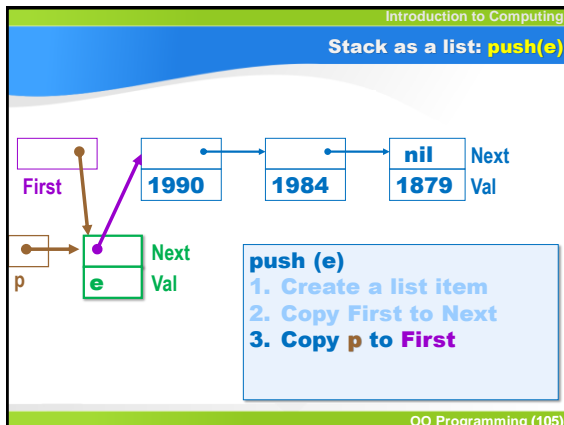 Introduction to Computing
Stack as a list: push(e)
nil Next
First 1990 1984 1879 Val
Next
p e Val
push (e)
1. Create a list item
2. Copy First to Next
3. Copy p to First
OO Programming (105)